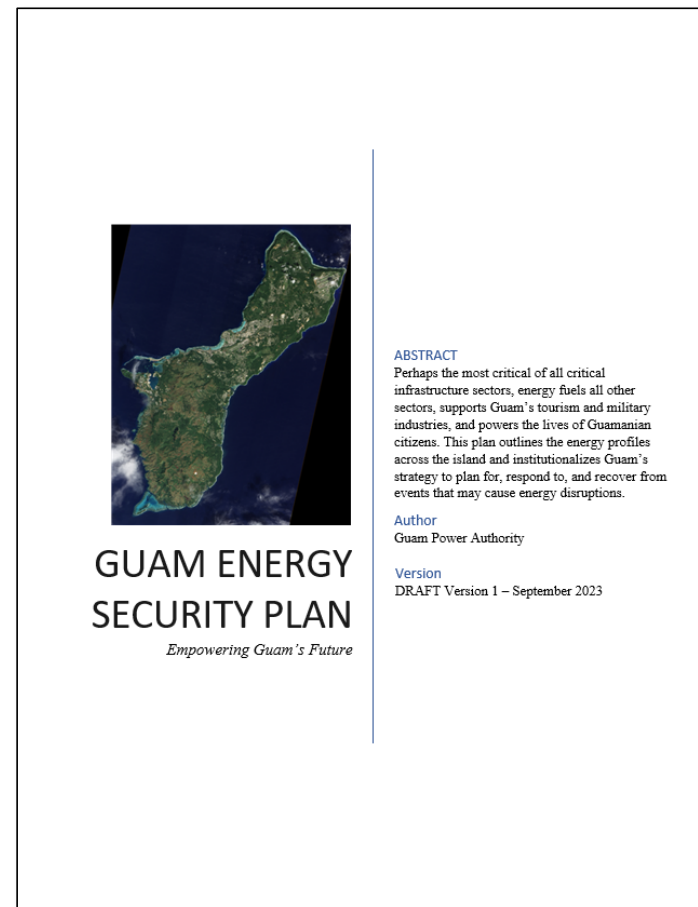 GUAM ENERGY
SECURITY PLAN
Empowering Guam's Future
ABSTRACT
Perhaps the most critical of all critical
infrastructure sectors, energy fuels all other
sectors, supports Guam's tourism and military
industries, and powers the lives of Guamanian
citizens. This plan outlines the energy profiles
across the island and institutionalizes Guam's
strategy to plan for, respond to, and recover from
events that may cause energy disruptions.
Author
Guam Power Authority
Version
DRAFT Version 1 – September 2023